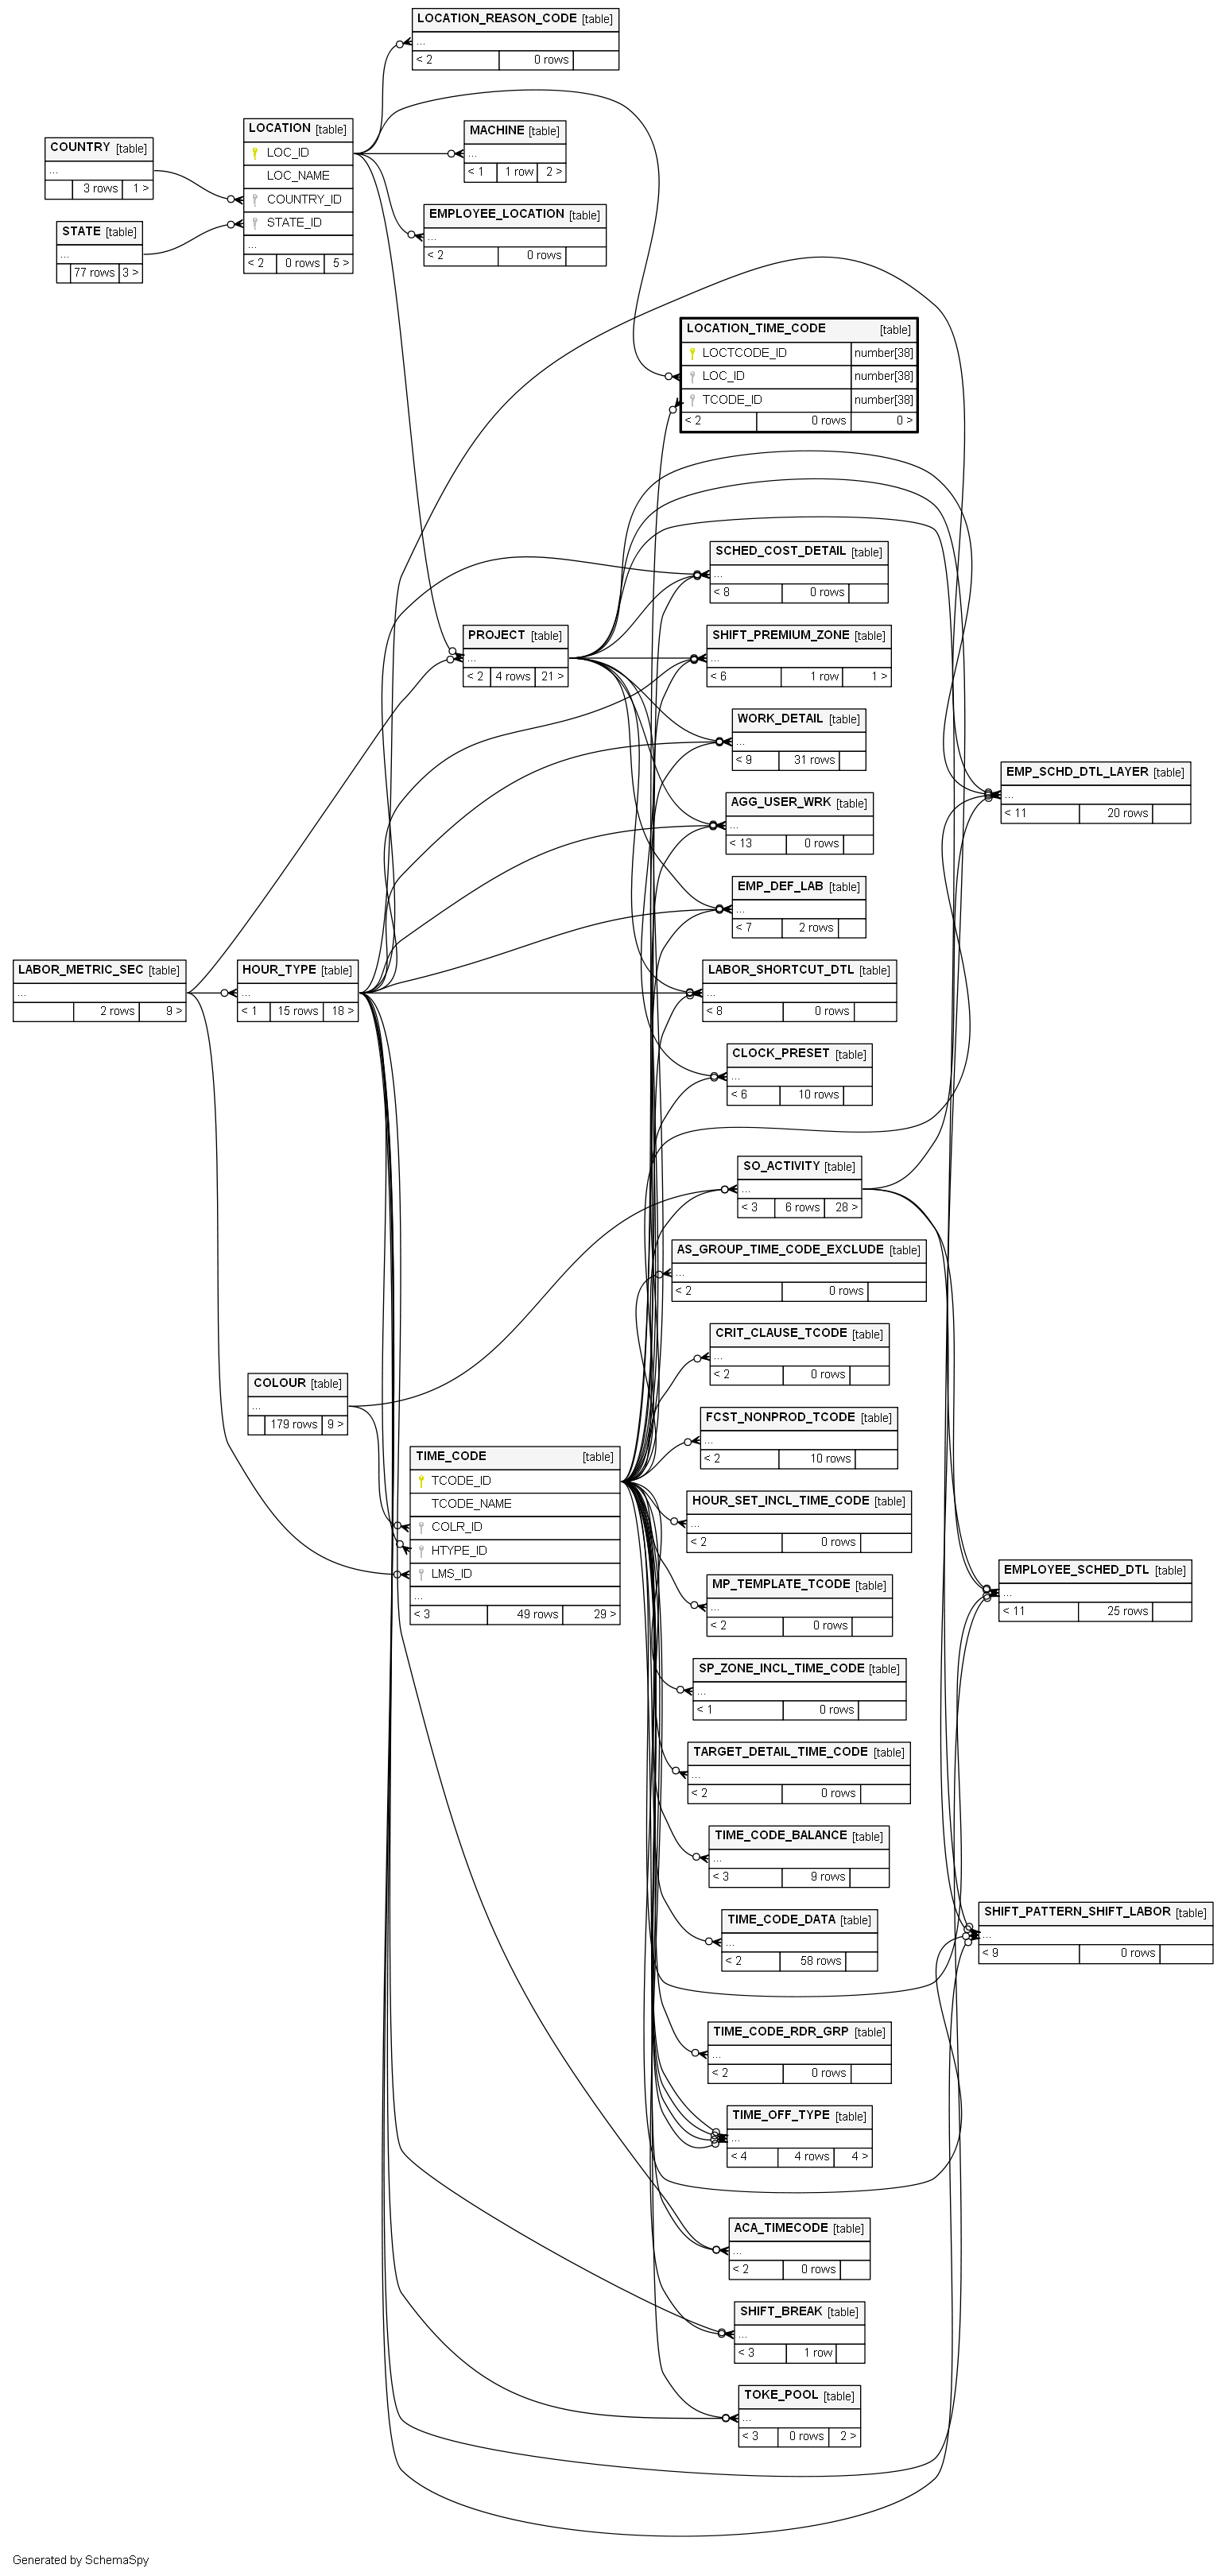 LOCATION_REASON_CODE [table]
...
< 2 0 rows
LOCATION [table]
LOC_ID
LOC_NAME
COUNTRY_ID
STATE_ID
...
< 2 0 rows 5 >
MACHINE [table]
...
< 1 1 row 2 >
COUNTRY [table]
...
3 rows 1 >
EMPLOYEE_LOCATION [table]
...
< 2 0 rows
STATE [table]
...
77 rows 3 >
LOCATION_TIME_CODE [table]
LOCTCODE_ID number[38]
LOC_ID number[38]
TCODE_ID number[38]
< 2 0 rows 0 >
SCHED_COST_DETAIL [table]
...
< 8 0 rows
PROJECT [table]
...
< 2 4 rows 21 >
SHIFT_PREMIUM_ZONE [table]
...
< 6 1 row 1 >
WORK_DETAIL [table]
...
< 9 31 rows
EMP_SCHD_DTL_LAYER [table]
...
< 11 20 rows
AGG_USER_WRK [table]
...
< 13 0 rows
EMP_DEF_LAB [table]
...
< 7 2 rows
LABOR_METRIC_SEC [table]
...
2 rows 9 >
HOUR_TYPE [table]
...
< 1 15 rows 18 >
LABOR_SHORTCUT_DTL [table]
...
< 8 0 rows
CLOCK_PRESET [table]
...
< 6 10 rows
SO_ACTIVITY [table]
...
< 3 6 rows 28 >
AS_GROUP_TIME_CODE_EXCLUDE [table]
...
< 2 0 rows
CRIT_CLAUSE_TCODE [table]
...
< 2 0 rows
COLOUR [table]
...
179 rows 9 >
FCST_NONPROD_TCODE [table]
...
< 2 10 rows
TIME_CODE [table]
TCODE_ID
TCODE_NAME
COLR_ID
HTYPE_ID
LMS_ID
...
< 3 49 rows 29 >
HOUR_SET_INCL_TIME_CODE [table]
...
< 2 0 rows
EMPLOYEE_SCHED_DTL [table]
...
< 11 25 rows
MP_TEMPLATE_TCODE [table]
...
< 2 0 rows
SP_ZONE_INCL_TIME_CODE [table]
...
< 1 0 rows
TARGET_DETAIL_TIME_CODE [table]
...
< 2 0 rows
TIME_CODE_BALANCE [table]
...
< 3 9 rows
SHIFT_PATTERN_SHIFT_LABOR [table]
...
< 9 0 rows
TIME_CODE_DATA [table]
...
< 2 58 rows
TIME_CODE_RDR_GRP [table]
...
< 2 0 rows
TIME_OFF_TYPE [table]
...
< 4 4 rows 4 >
ACA_TIMECODE [table]
...
< 2 0 rows
SHIFT_BREAK [table]
...
< 3 1 row
TOKE_POOL [table]
...
< 3 0 rows 2 >
Generated by SchemaSpy